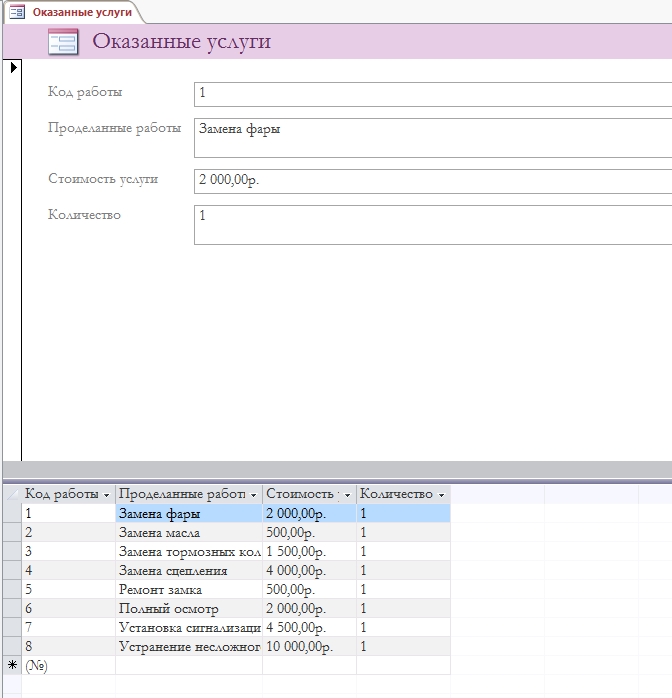 Оказанные услуги
Оказанные услуги
Код работы 1
Проделанные работы Замена фары
Стоимость услуги 2 000,00р.
Количество 1
Код работы Проделанные работы Стоимость Количество
1 Замена фары 2 000,00р. 1
2 Замена масла 500,00р. 1
3 Замена тормозных кол 1 500,00р. 1
4 Замена сцепления 4 000,00р. 1
5 Ремонт замка 500,00р. 1
6 Полный осмотр 2 000,00р. 1
7 Установка сигнализаци 4 500,00р. 1
8 Устранение несложного 10 000,00р. 1
(№)